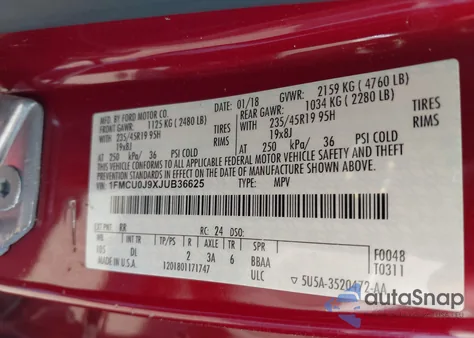 MFD. BY FORD MOTOR CO. 01/18 GVWR: 2159 KG ( 4760 LB)
FRONT GAWR: 1125 KG ( 2480 LB) REAR GAWR: 1034 KG ( 2280 LB)
235/45R19 95H TIRES 235/45R19 95H TIRES
19x8J RIMS 19x8J RIMS
AT 250 kPa/ 36 PSI COLD AT 250 kPa/ 36 PSI COLD
THIS VEHICLE CONFORMS TO ALL APPLICABLE FEDERAL MOTOR VEHICLE SAFETY AND THEFT
PREVENTION STANDARDS IN EFFECT ON THE DATE OF MANUFACTURE SHOWN ABOVE.
VIN: 1FMCU0J9XJUB36625 TYPE: MPV
EXT PNT: RR RC: 24 DSO: F0048
WB INT TR TP/PS R AXLE TR SPR T0311
105 DL 2 3A 6 BBAA
1201801171747 ULC 5USA-3520472-AA
autoSnap